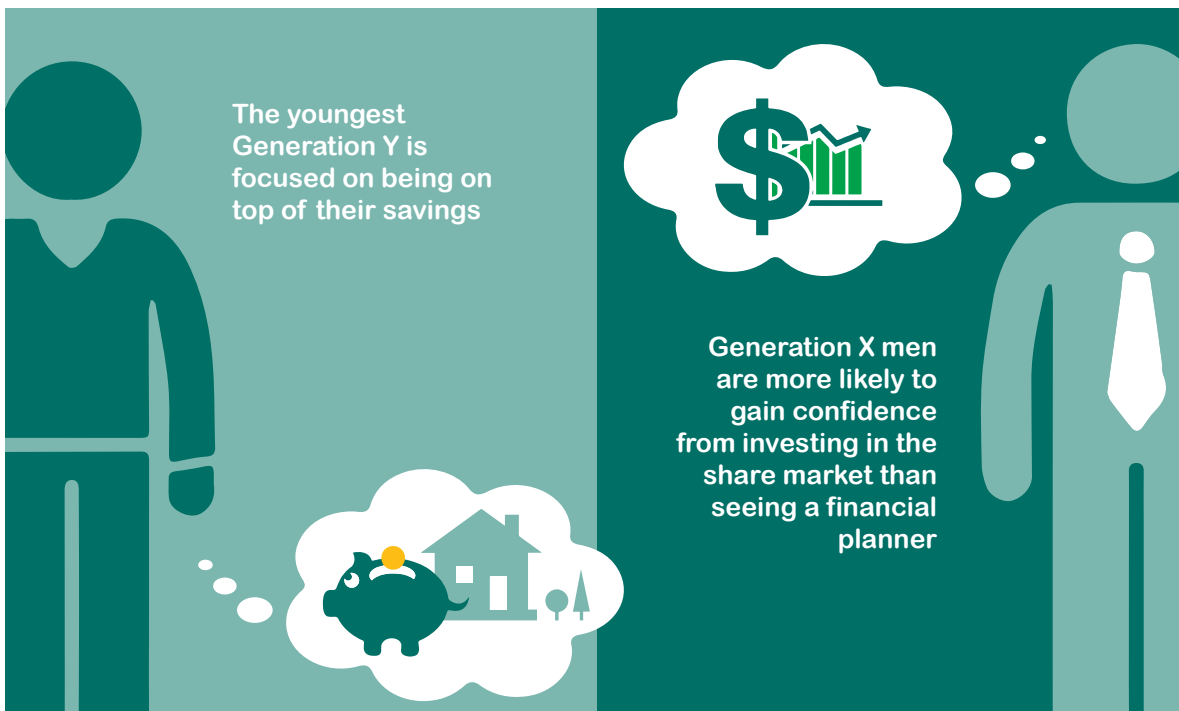 The youngest
Generation Y is
focused on being on
top of their savings
$
Generation X men
are more likely to
gain confidence
from investing in the
share market than
seeing a financial
planner